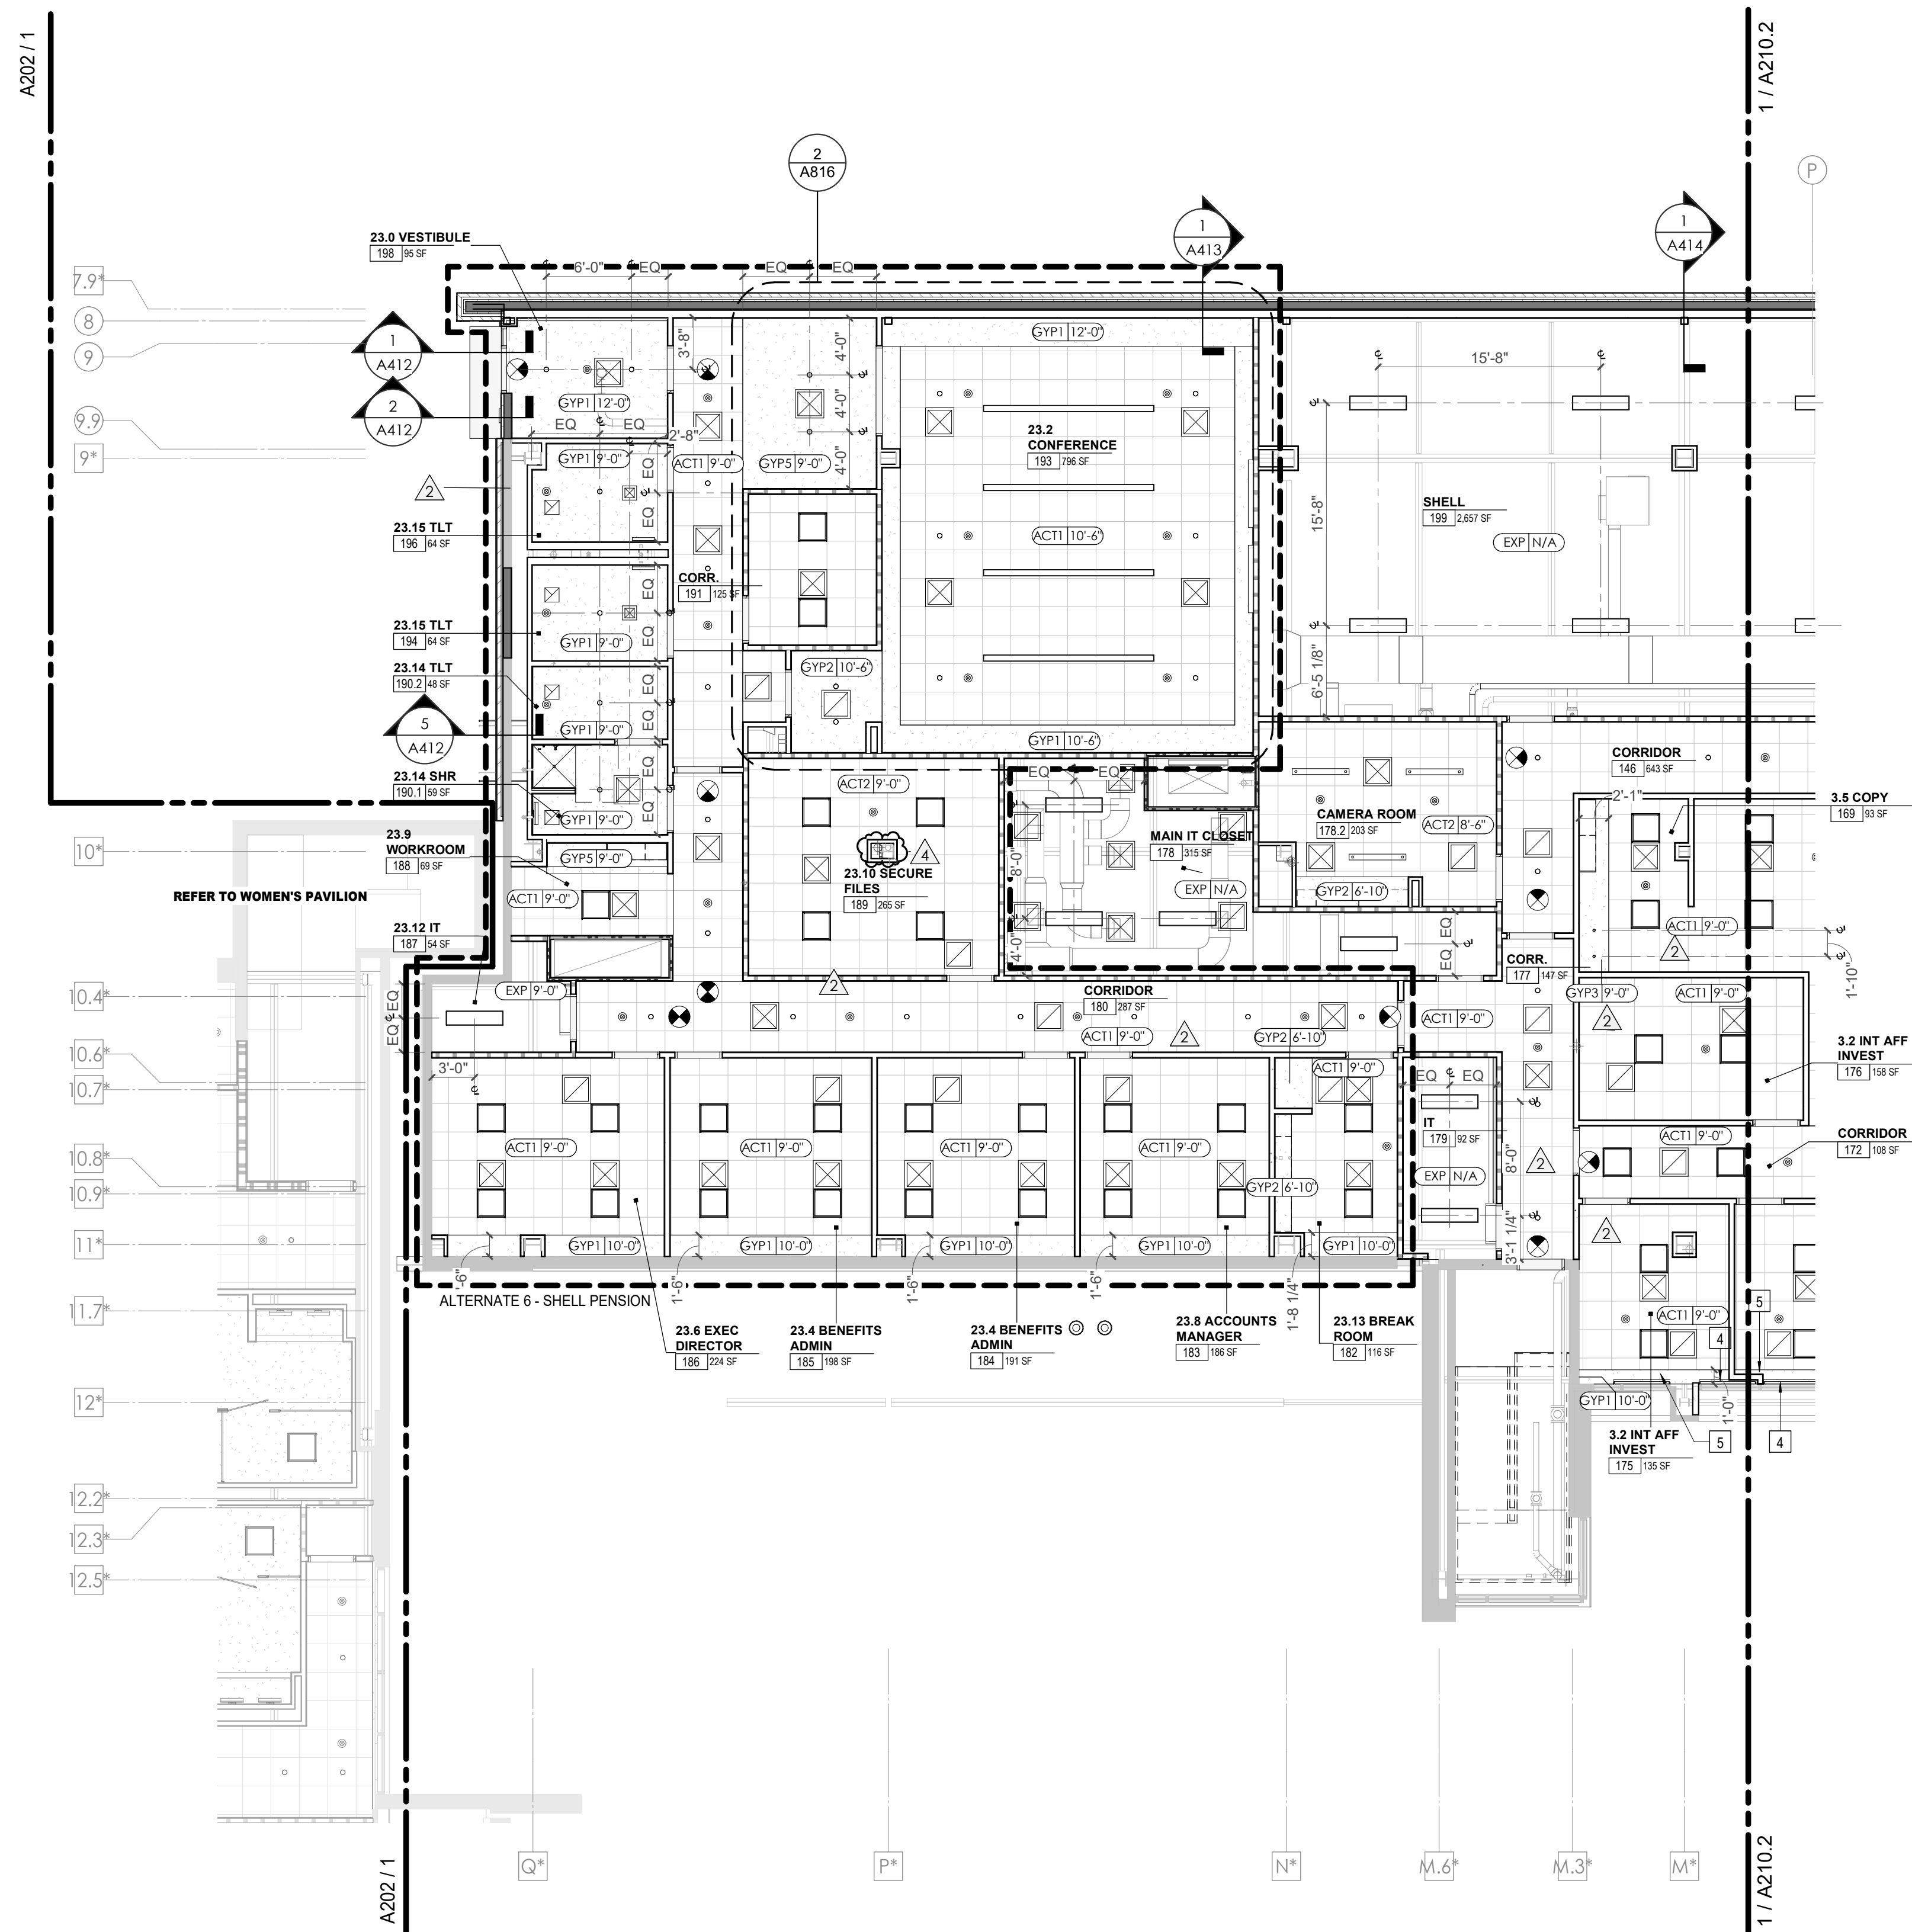 A202 / 1
1 / A210.2
2
A816
P
1
A413
1
A414
23.0 VESTIBULE
198 95 SF
6'-0"
EQ
EQ
EQ
7.9*
8
9
9.9
9*
1
A412
2
A412
GYP1 12'-0"
3'-8"
4'-0"
4'-0"
4'-0"
GYP1 12'-0"
EQ
EQ
2'-8"
15'-8"
15'-8"
6'-5 1/8"
GYP1 9'-0"
ACT1 9'-0"
GYP5 9'-0"
23.2
CONFERENCE
193 796 SF
2
EQ
EQ
SHELL
199 2,657 SF
EXP N/A
23.15 TLT
196 64 SF
ACT1 10'-6"
CORR.
191 125 SF
23.15 TLT
194 64 SF
GYP1 9'-0"
EQ
EQ
23.14 TLT
190.2 48 SF
GYP2 10'-6"
EQ
EQ
5
A412
GYP1 9'-0"
GYP1 10'-6"
23.14 SHR
190.1 59 SF
EQ
EQ
GYP1 9'-0"
ACT2 9'-0"
EQ
EQ
CORRIDOR
146 643 SF
3.5 COPY
169 93 SF
2'-1"
CAMERA ROOM
178.2 203 SF
ACT2 8'-6"
MAIN IT CLOSET
178 315 SF
EXP N/A
8'-0"
4'-0"
10*
23.9
WORKROOM
188 69 SF
GYP5 9'-0"
ACT1 9'-0"
4
23.10 SECURE
FILES
189 265 SF
GYP2 6'-10"
REFER TO WOMEN'S PAVILION
23.12 IT
187 54 SF
EQ
EQ
ACT1 9'-0"
2
1'-10"
CORR.
177 147 SF
10.4*
EXP 9'-0"
EQ
EQ
2
CORRIDOR
180 287 SF
ACT1 9'-0"
2
GYP2 6'-10"
ACT1 9'-0"
GYP3 9'-0"
2
ACT1 9'-0"
10.6*
10.7*
3'-0"
ACT1 9'-0"
EQ
EQ
3.2 INT AFF
INVEST
176 158 SF
IT
179 92 SF
EXP N/A
8'-0"
3'-1 1/4"
2
ACT1 9'-0"
CORRIDOR
172 108 SF
10.8*
10.9*
ACT1 9'-0"
ACT1 9'-0"
ACT1 9'-0"
ACT1 9'-0"
GYP2 6'-10"
11*
GYP1 10'-0"
GYP1 10'-0"
GYP1 10'-0"
GYP1 10'-0"
GYP1 10'-0"
2
1'-6"
1'-6"
1'-6"
1'-8 1/4"
ALTERNATE 6 - SHELL PENSION
11.7*
23.6 EXEC
DIRECTOR
186 224 SF
23.4 BENEFITS
ADMIN
185 198 SF
23.4 BENEFITS
ADMIN
184 191 SF
23.8 ACCOUNTS
MANAGER
183 186 SF
23.13 BREAK
ROOM
182 116 SF
ACT1 9'-0"
5
4
12*
GYP1 10'-0"
1'-0"
3.2 INT AFF
INVEST
175 135 SF
5
4
12.2*
12.3*
12.5*
Q*
P*
N*
M.6*
M.3*
M*
A202 / 1
1 / A210.2